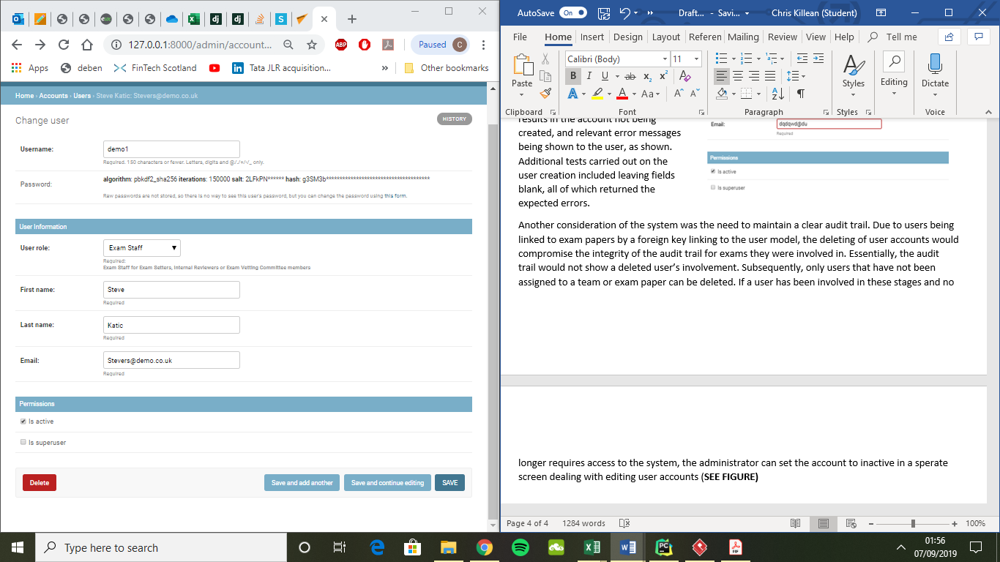 127.0.0.1:8000/admin/account...
Paused
C
Apps
deben
FinTech Scotland
Tata JLR acquisition...
»
Other bookmarks
Home › Accounts › Users › Steve Katic: Stevers@demo.co.uk
Change user
HISTORY
Username:
demo1
Required. 150 characters or fewer. Letters, digits and @/./+/-/_ only.
Password:
algorithm: pbkdf2_sha256 iterations: 150000 salt: 2LFkPN****** hash: g3SM3b**************************************
Raw passwords are not stored, so there is no way to see this user's password, but you can change the password using this form.
User Information
User role:
Exam Staff
Required:
Exam Staff for Exam Setters, Internal Reviewers or Exam Vetting Committee members
First name:
Steve
Required
Last name:
Katic
Required
Email:
Stevers@demo.co.uk
Required
Permissions
Is active
Is superuser
Delete
Save and add another
Save and continue editing
SAVE
AutoSave
On
Draft... - Savi...
Chris Killean (Student)
File Home Insert Design Layout Referen Mailing Review View Help Tell me
Paste
Calibri (Body)
11
B I U ab x₂ x²
A A Aa A A
Styles
Editing
Dictate
Clipboard
Font
Paragraph
Styles
Voice
results in the account not being
created, and relevant error messages
being shown to the user, as shown.
Additional tests carried out on the
user creation included leaving fields
blank, all of which returned the
expected errors.
Email:
dqdqwd@du
Required
Permissions
Is active
Is superuser
Another consideration of the system was the need to maintain a clear audit trail. Due to users being
linked to exam papers by a foreign key linking to the user model, the deleting of user accounts would
compromise the integrity of the audit trail for exams they were involved in. Essentially, the audit
trail would not show a deleted user's involvement. Subsequently, only users that have not been
assigned to a team or exam paper can be deleted. If a user has been involved in these stages and no
longer requires access to the system, the administrator can set the account to inactive in a sperate
screen dealing with editing user accounts (SEE FIGURE)
Page 4 of 4
1284 words
100%
Type here to search
01:56
07/09/2019